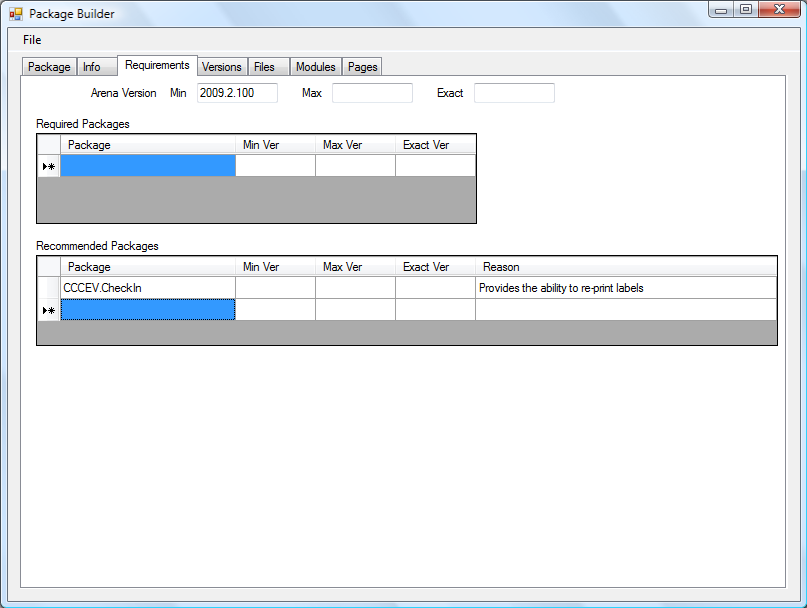 Package Builder
File
Package Info Requirements Versions Files Modules Pages
Arena Version Min 2009.2.100 Max Exact
Required Packages
Package Min Ver Max Ver Exact Ver
Recommended Packages
Package Min Ver Max Ver Exact Ver Reason
CCCEV.CheckIn Provides the ability to re-print labels